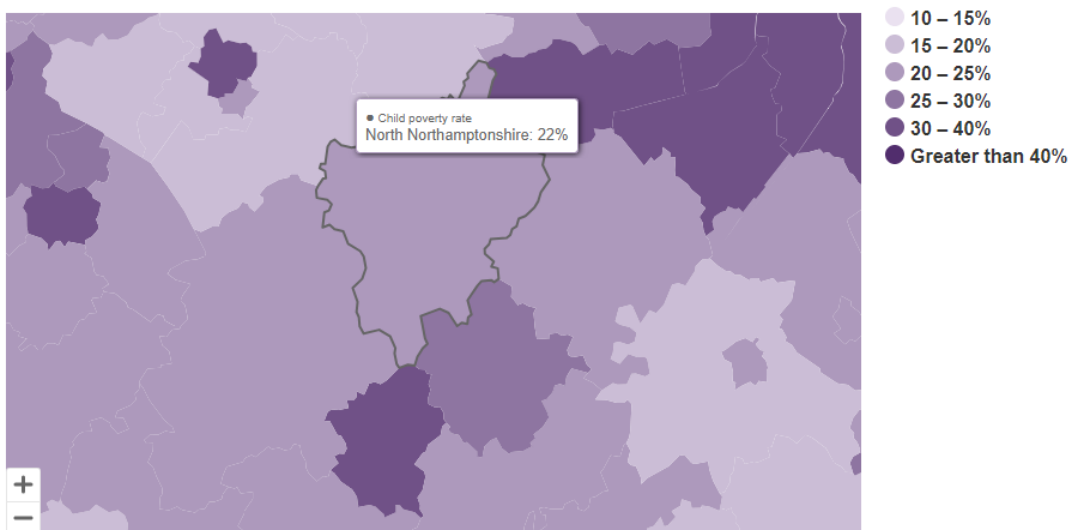 10 – 15%
15 – 20%
20 – 25%
25 – 30%
30 – 40%
Greater than 40%
Child poverty rate
North Northamptonshire: 22%
+
−